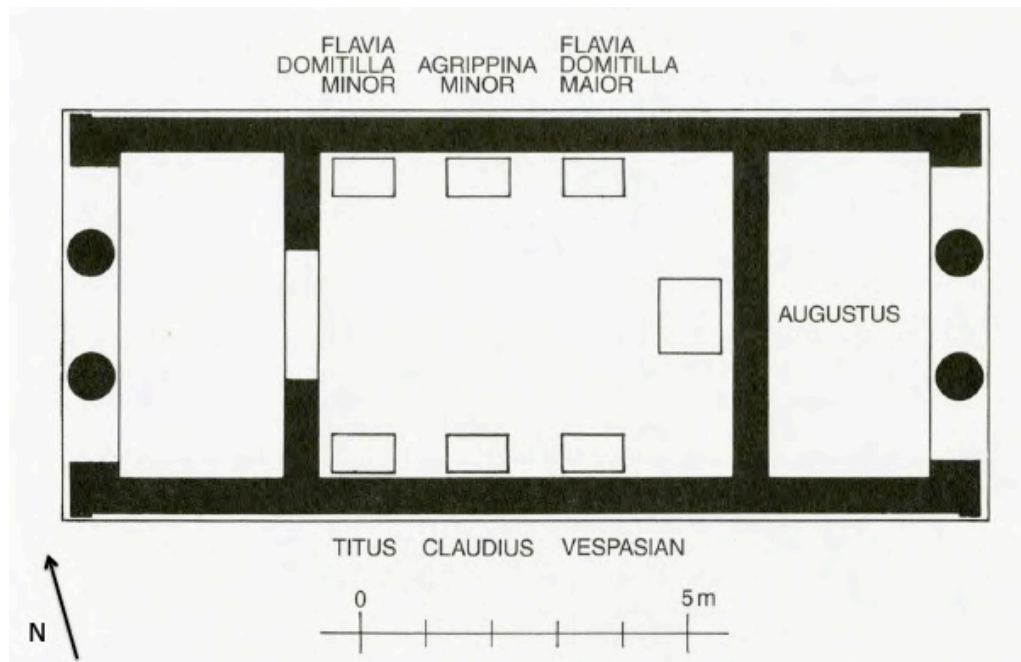 FLAVIA
DOMITILLA
MINOR
AGRIPPINA
MINOR
FLAVIA
DOMITILLA
MAIOR
AUGUSTUS
TITUS
CLAUDIUS
VESPASIAN
0
5 m
N